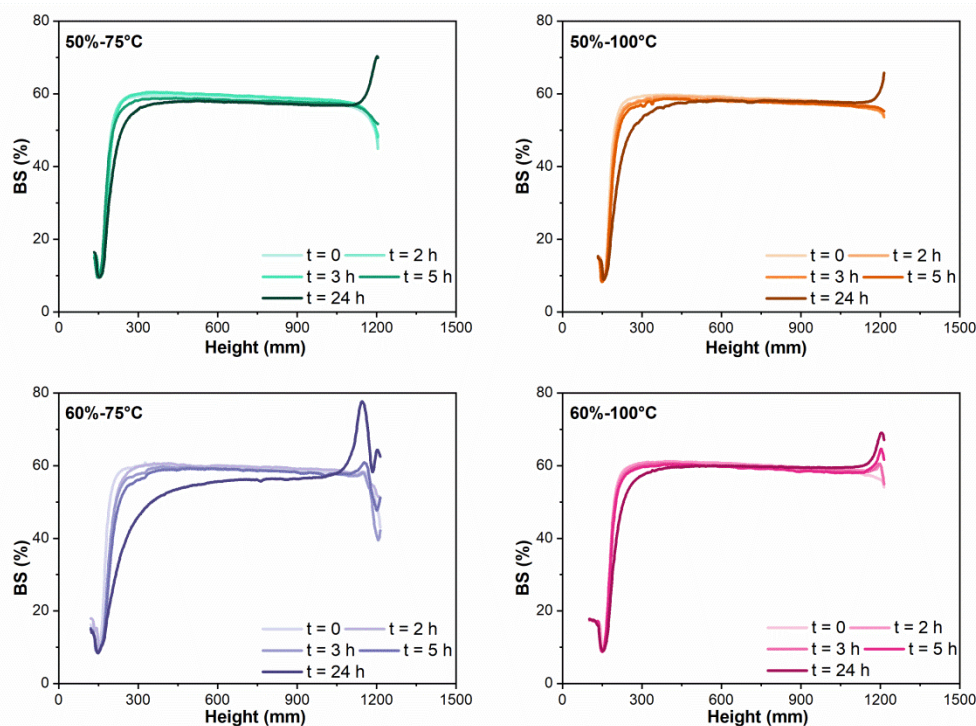 50%-75°C
BS (%)
80
60
40
20
0
t = 0 t = 2 h
t = 3 h t = 5 h
t = 24 h
0 300 600 900 1200 1500
Height (mm)
50%-100°C
BS (%)
80
60
40
20
0
t = 0 t = 2 h
t = 3 h t = 5 h
t = 24 h
0 300 600 900 1200 1500
Height (mm)
60%-75°C
BS (%)
80
60
40
20
0
t = 0 t = 2 h
t = 3 h t = 5 h
t = 24 h
0 300 600 900 1200 1500
Height (mm)
60%-100°C
BS (%)
80
60
40
20
0
t = 0 t = 2 h
t = 3 h t = 5 h
t = 24 h
0 300 600 900 1200 1500
Height (mm)